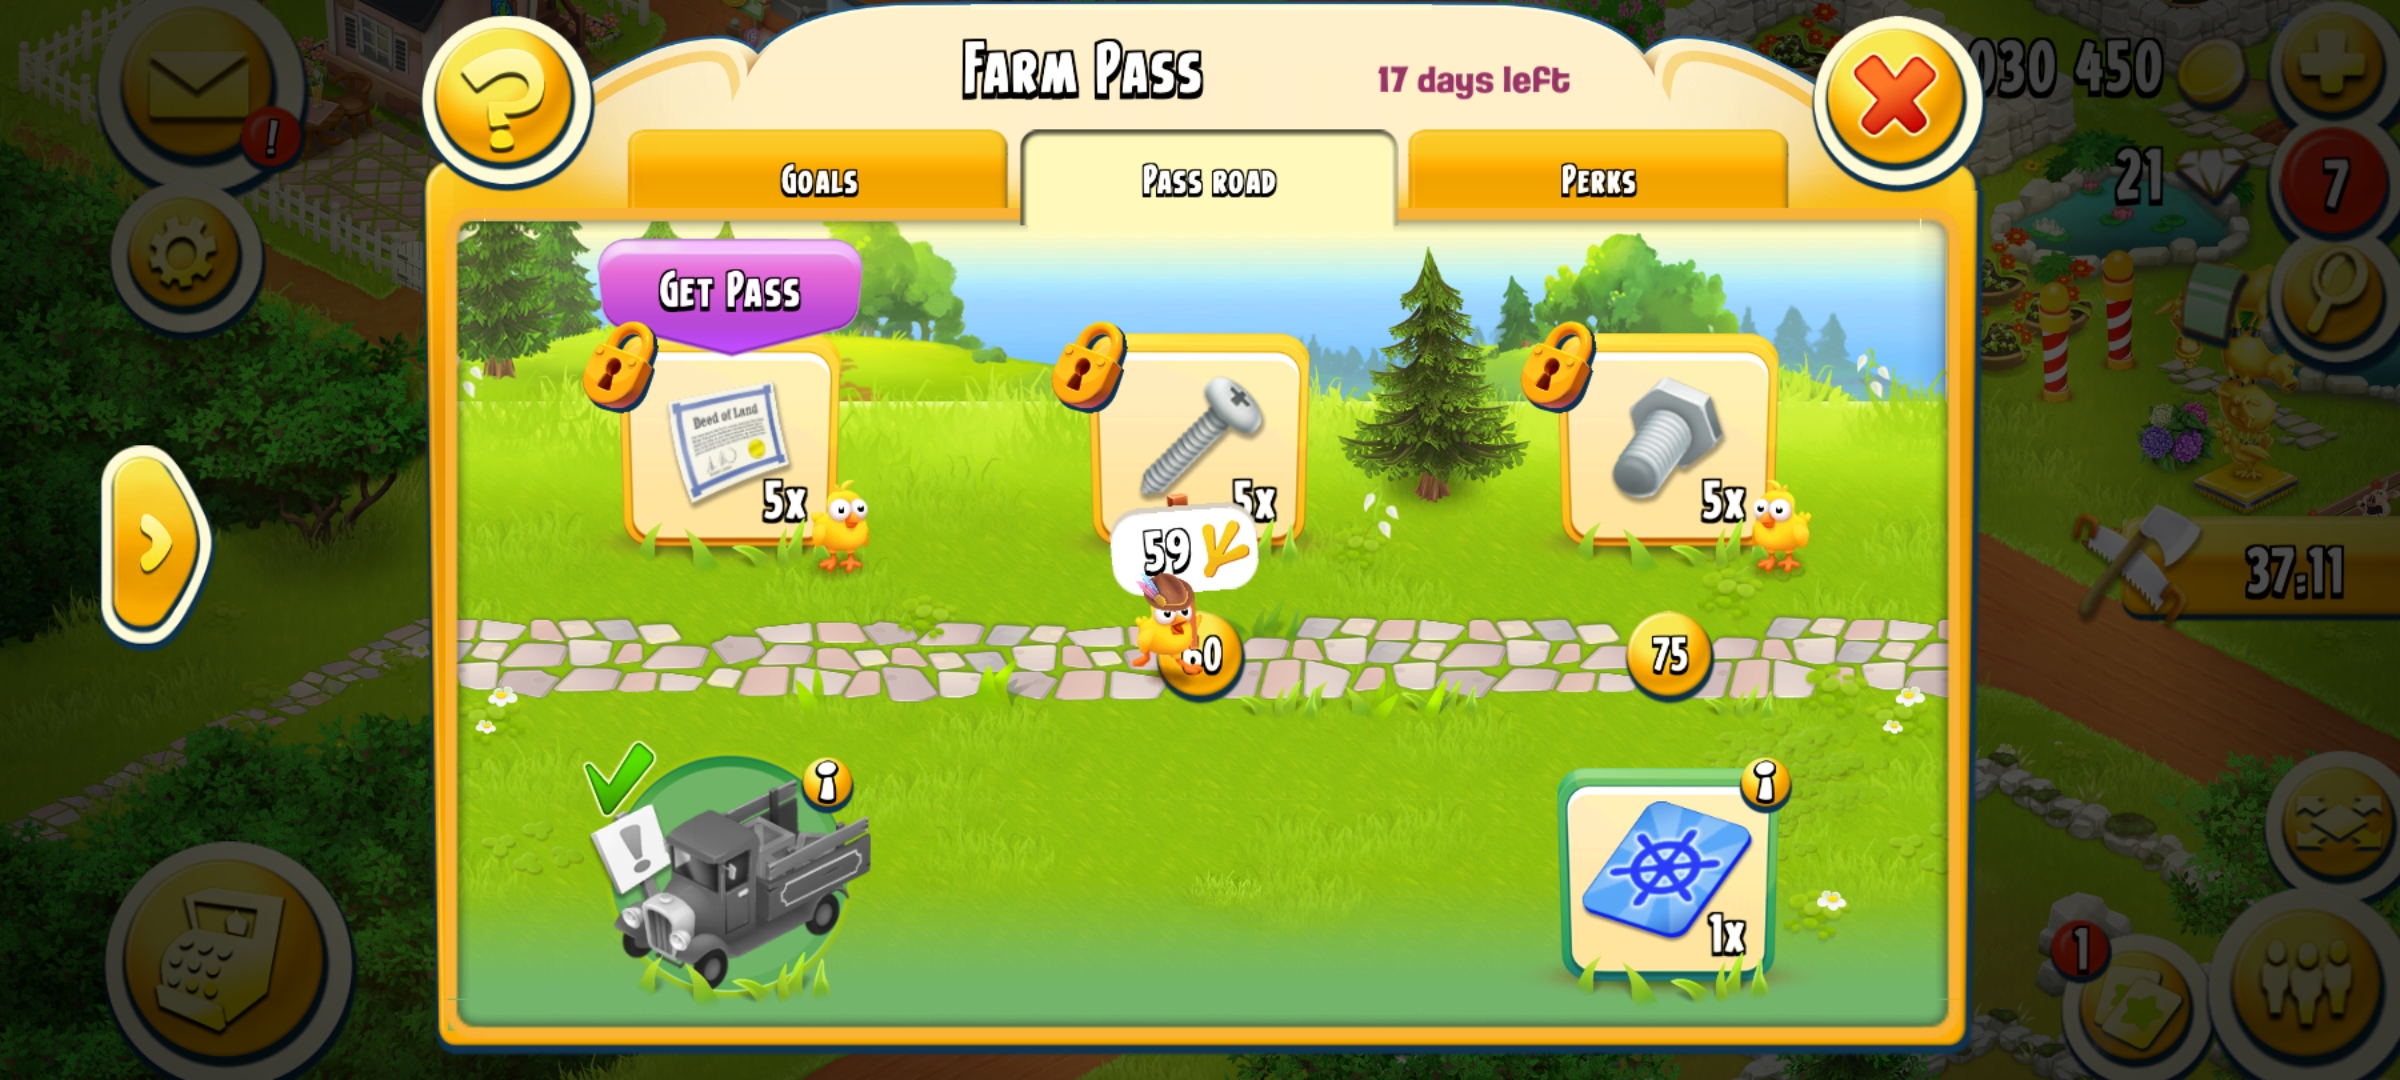 FARM PASS
17 days left
030 450
GOALS
PASS ROAD
PERKS
21
7
GET PASS
Deed of Land
5x
5x
5x
59
60
75
37:11
1x
1